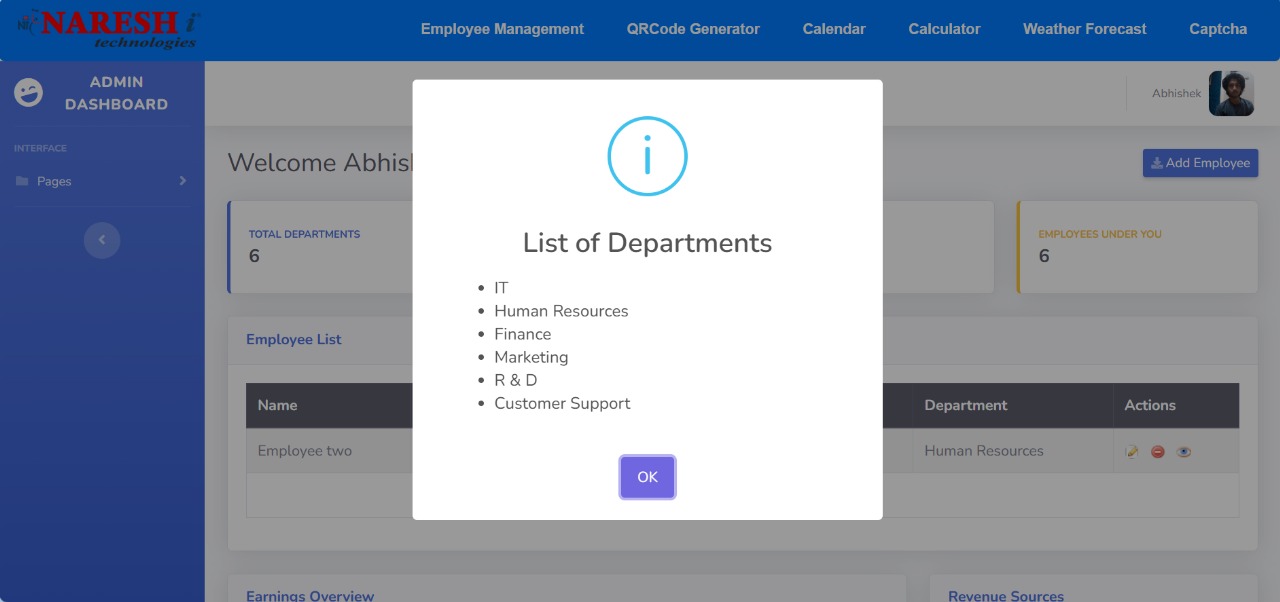 NARESH i
technologies
Employee Management
QRCode Generator
Calendar
Calculator
Weather Forecast
Captcha
ADMIN
DASHBOARD
Abhishek
INTERFACE
Pages
Welcome Abhish
Add Employee
TOTAL DEPARTMENTS
6
EMPLOYEES UNDER YOU
6
i
List of Departments
• IT
• Human Resources
• Finance
• Marketing
• R & D
• Customer Support
OK
Employee List
Name
Department
Actions
Employee two
Human Resources
Earnings Overview
Revenue Sources